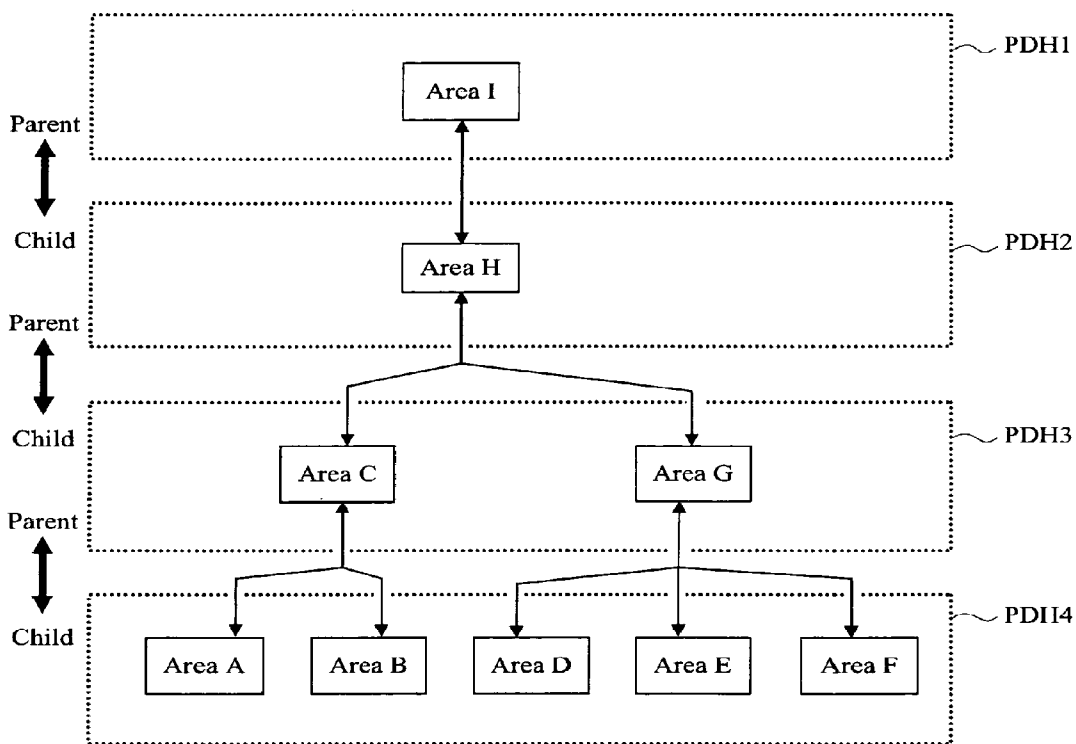 PDH1
Area I
Parent
Child
PDH2
Area H
Parent
Child
PDH3
Area C
Area G
Parent
Child
PDH4
Area A
Area B
Area D
Area E
Area F